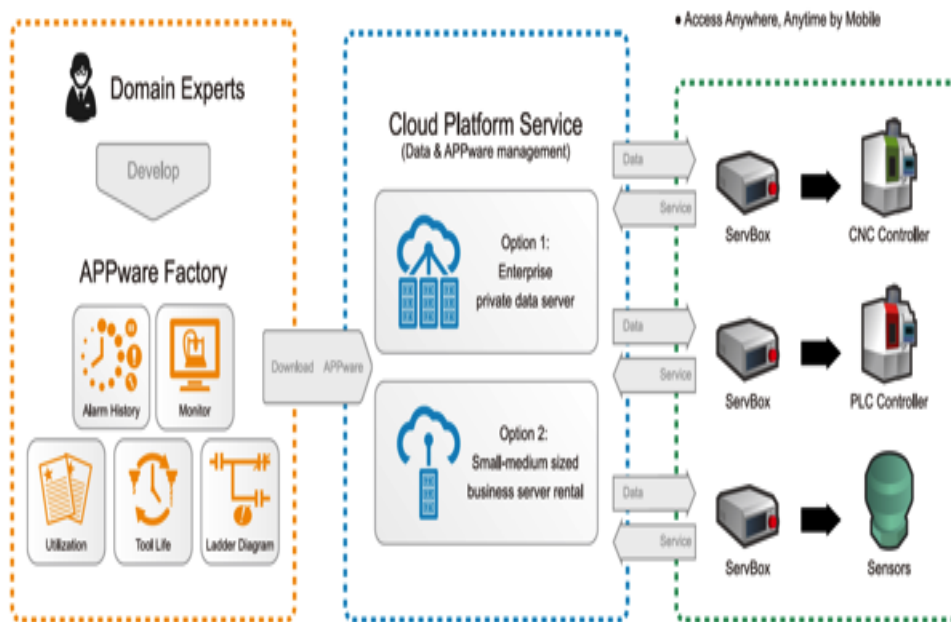 ● Access Anywhere, Anytime by Mobile
Domain Experts
Develop
APPware Factory
Alarm History
Monitor
Utilization
Tool Life
Ladder Diagram
Download APPware
Cloud Platform Service
(Data & APPware management)
Option 1:
Enterprise
private data server
Option 2:
Small-medium sized
business server rental
Data
Service
ServBox
CNC Controller
Data
Service
ServBox
PLC Controller
Data
Service
ServBox
Sensors